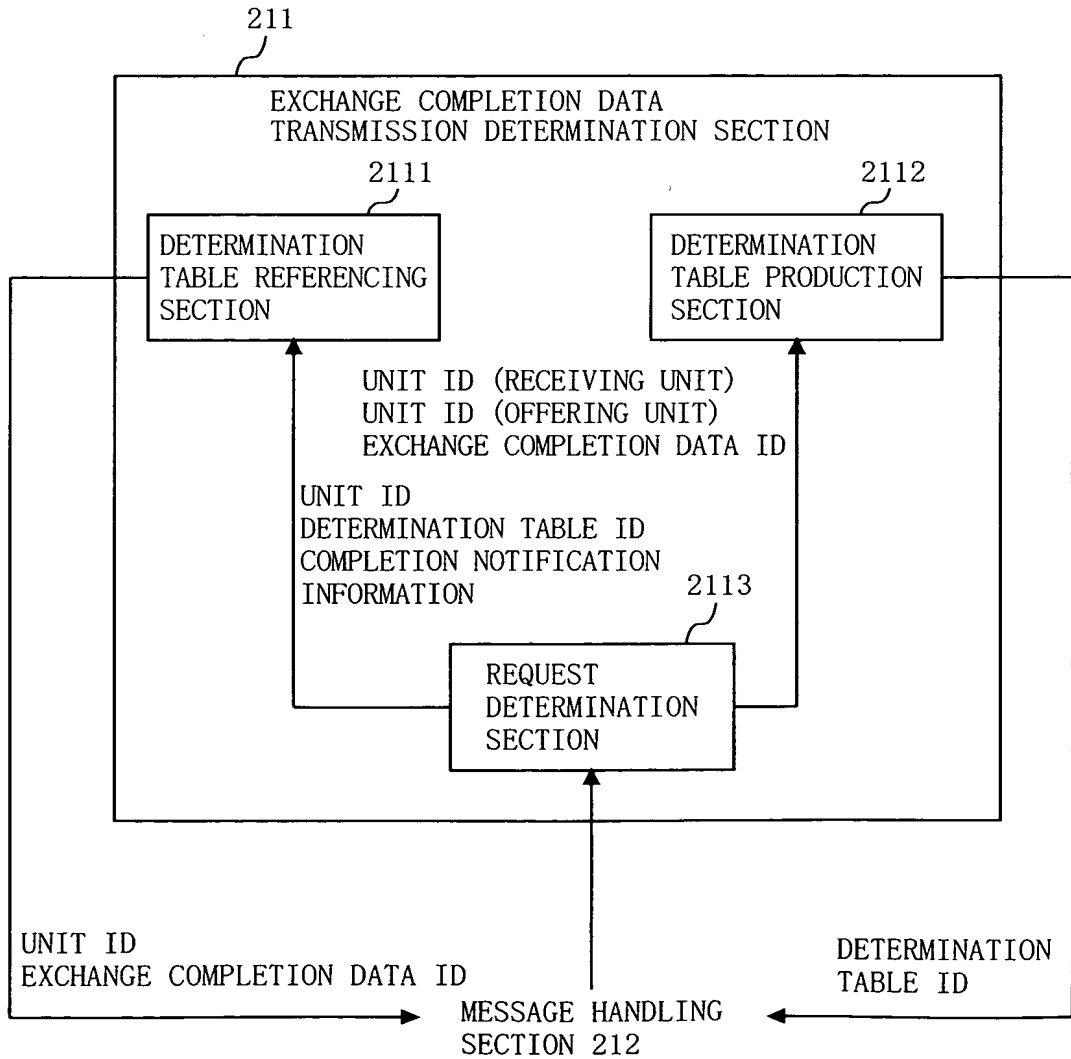 211
EXCHANGE COMPLETION DATA
TRANSMISSION DETERMINATION SECTION
2111
2112
DETERMINATION
TABLE REFERENCING
SECTION
DETERMINATION
TABLE PRODUCTION
SECTION
UNIT ID (RECEIVING UNIT)
UNIT ID (OFFERING UNIT)
EXCHANGE COMPLETION DATA ID
UNIT ID
DETERMINATION TABLE ID
COMPLETION NOTIFICATION
INFORMATION
2113
REQUEST
DETERMINATION
SECTION
UNIT ID
EXCHANGE COMPLETION DATA ID
DETERMINATION
TABLE ID
MESSAGE HANDLING
SECTION 212